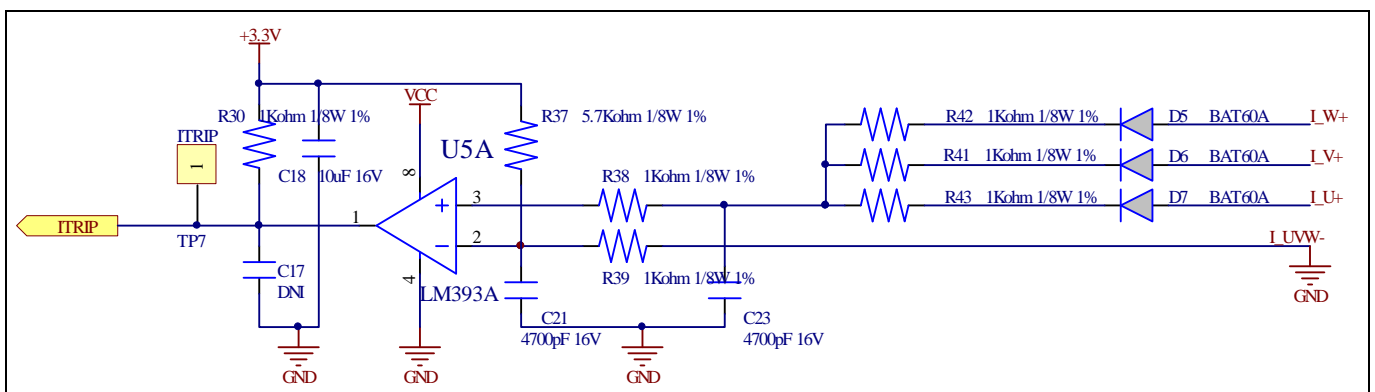 +3.3V
VCC
R30 1Kohm 1/8W 1%
R37 5.7Kohm 1/8W 1%
R42 1Kohm 1/8W 1%
D5 BAT60A
I_W+
ITRIP
1
U5A
R41 1Kohm 1/8W 1%
D6 BAT60A
I_V+
C18 10uF 16V
8
R38 1Kohm 1/8W 1%
R43 1Kohm 1/8W 1%
D7 BAT60A
I_U+
ITRIP
TP7
1
+
3
−
2
I_UVW-
C17
DNI
4
LM393A
R39 1Kohm 1/8W 1%
GND
C21
4700pF 16V
C23
4700pF 16V
GND
GND
GND